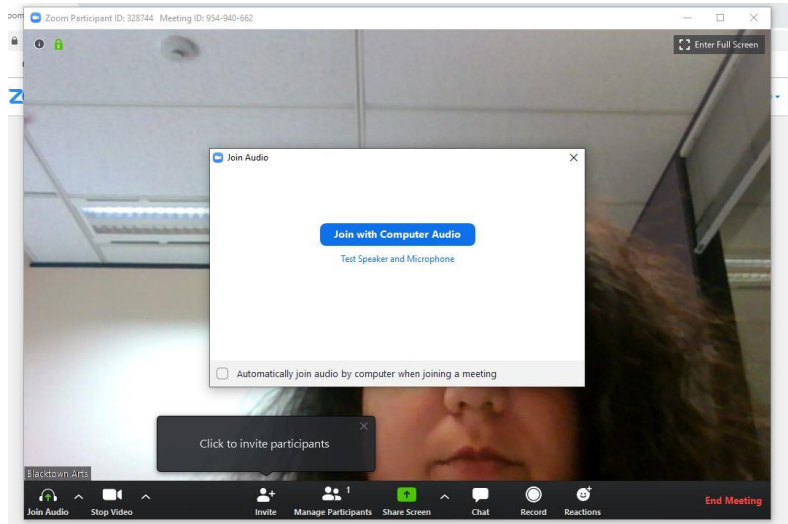 Zoom Participant ID: 328744 Meeting ID: 954-940-662
Enter Full Screen
Join Audio
Join with Computer Audio
Test Speaker and Microphone
Automatically join audio by computer when joining a meeting
Click to invite participants
Blacktown Arts
1
Join Audio Stop Video Invite Manage Participants Share Screen Chat Record Reactions End Meeting